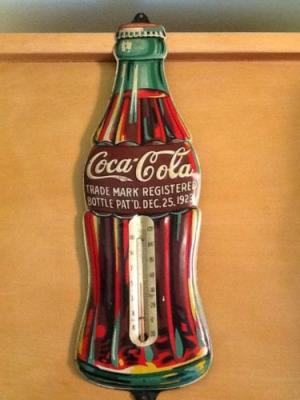 Coca-Cola
TRADE MARK REGISTERED
BOTTLE PAT'D. DEC. 25, 1923